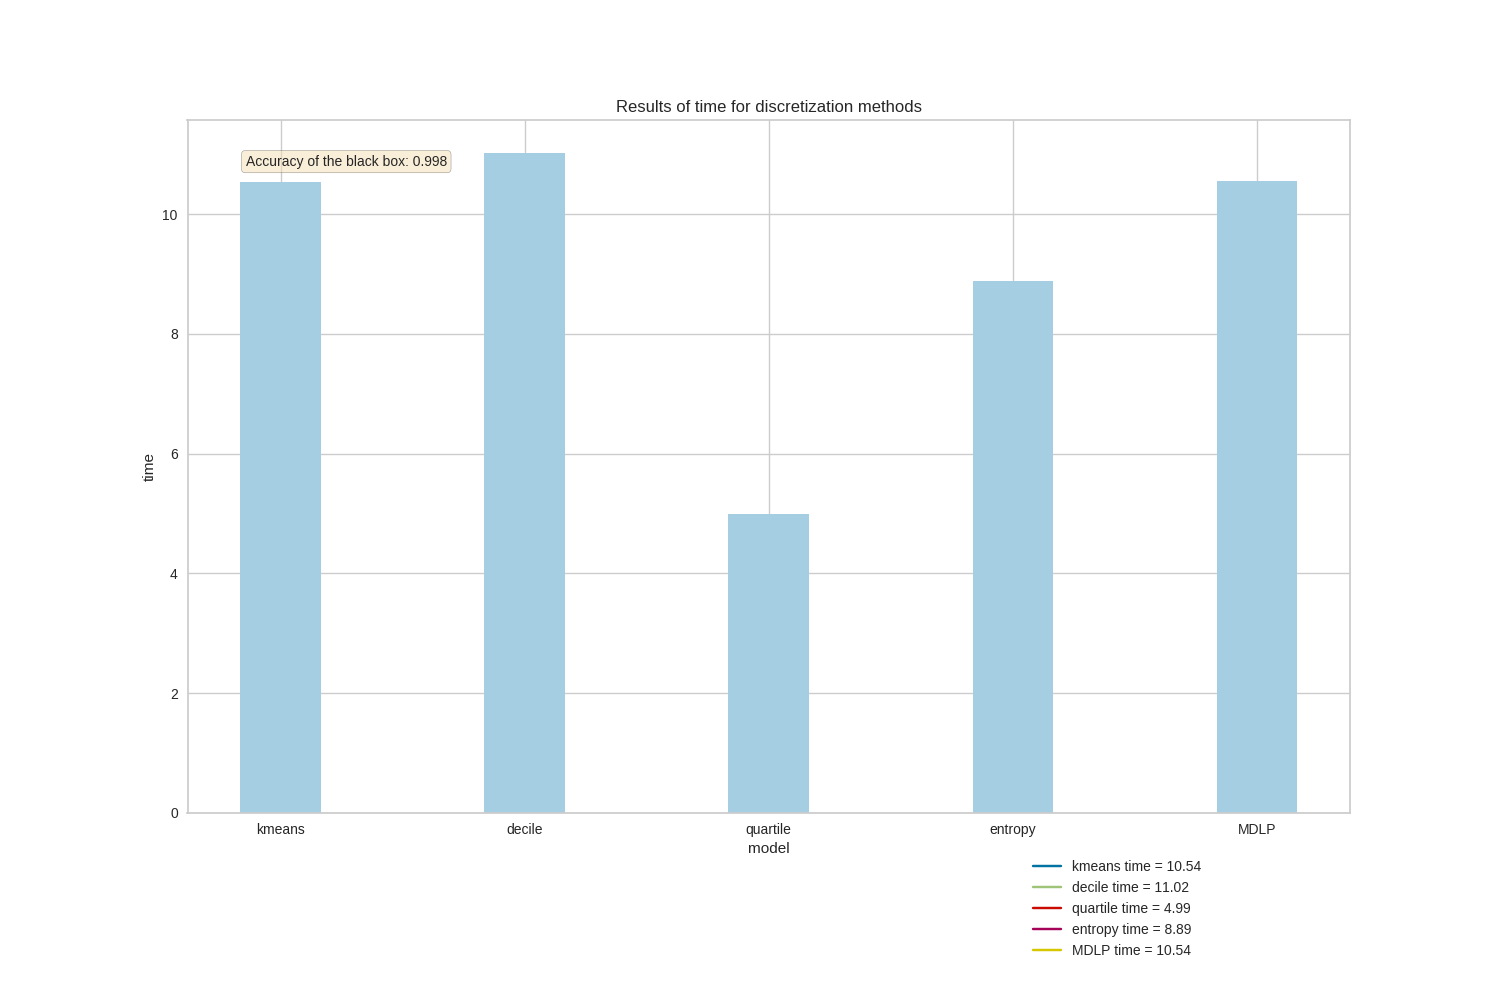 Results of time for discretization methods
Accuracy of the black box: 0.998
10
8
6
4
2
0
time
kmeans decile quartile entropy MDLP
model
kmeans time = 10.54
decile time = 11.02
quartile time = 4.99
entropy time = 8.89
MDLP time = 10.54